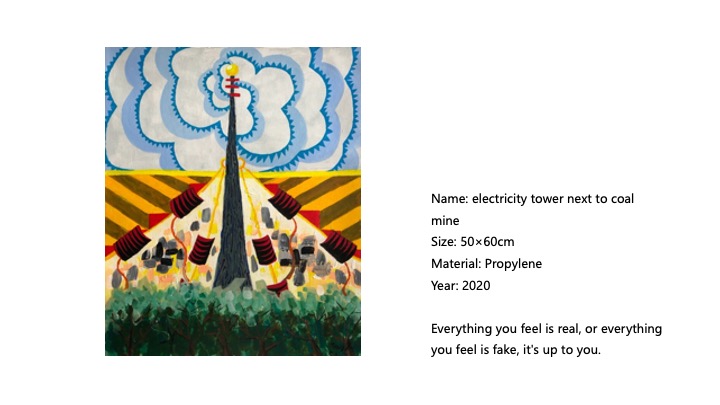 Name: electricity tower next to coal
mine
Size: 50×60cm
Material: Propylene
Year: 2020
Everything you feel is real, or everything
you feel is fake, it's up to you.